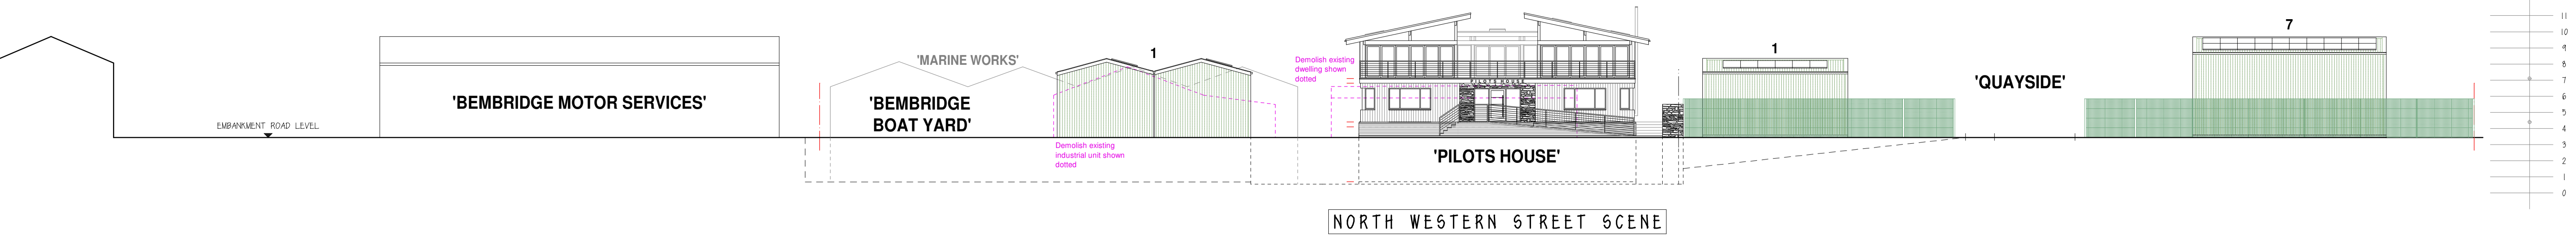 EMBANKMENT ROAD LEVEL
'BEMBRIDGE MOTOR SERVICES'
'BEMBRIDGE
BOAT YARD'
'MARINE WORKS'
1
Demolish existing
industrial unit shown
dotted
Demolish existing
dwelling shown
dotted
PILOTS HOUSE
'PILOTS HOUSE'
1
'QUAYSIDE'
7
11
10
9
8
7
6
5
4
3
2
1
0
NORTH WESTERN STREET SCENE